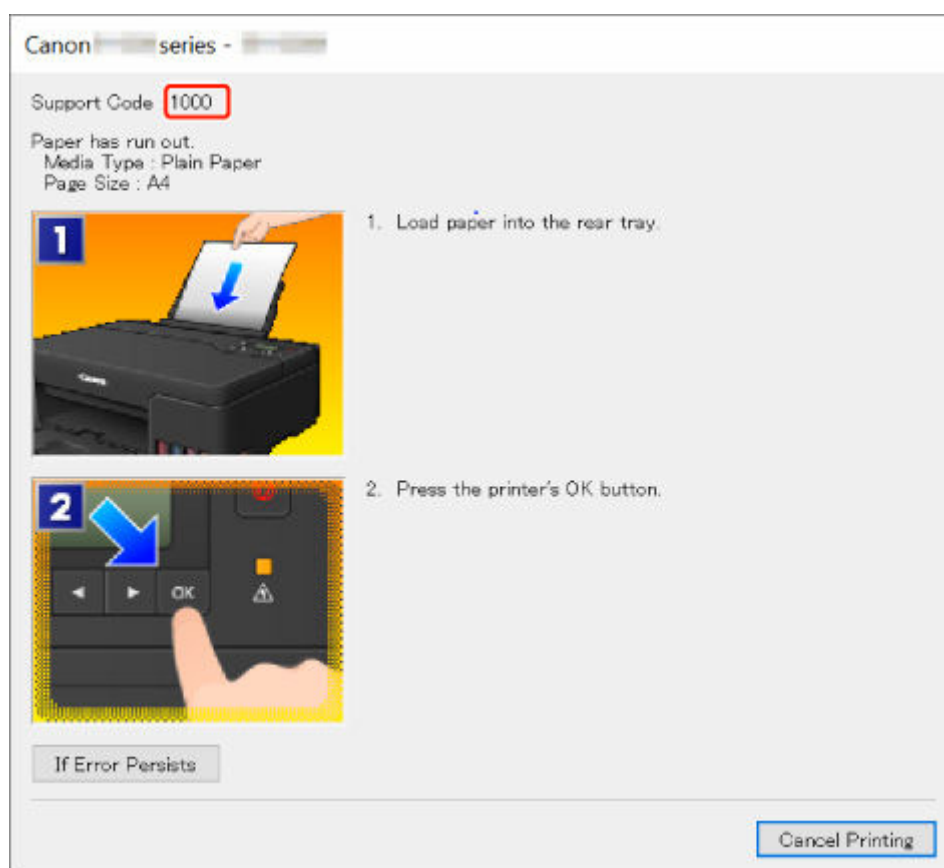 Canon series -
Support Code 1000
Paper has run out.
Media Type : Plain Paper
Page Size : A4
1
1. Load paper into the rear tray.
Canon
2
2. Press the printer's OK button.
OK
If Error Persists
Cancel Printing